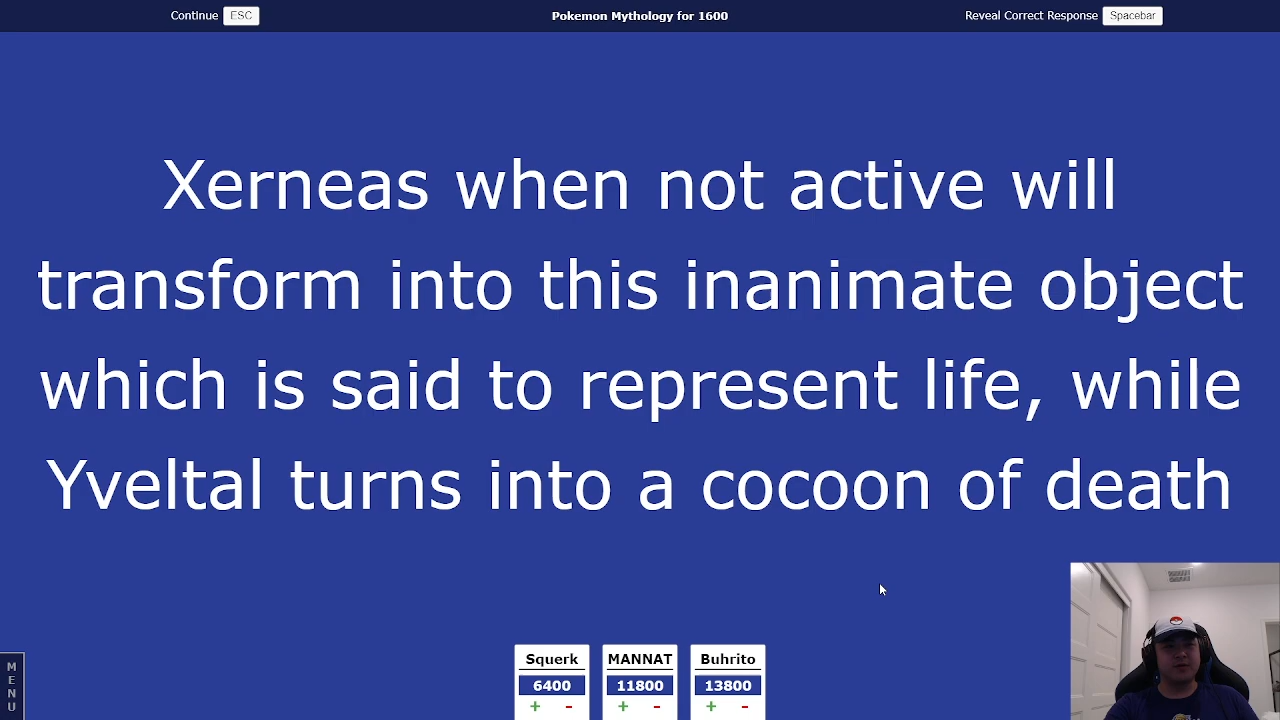 Continue ESC
Pokemon Mythology for 1600
Reveal Correct Response Spacebar
Xerneas when not active will
transform into this inanimate object
which is said to represent life, while
Yveltal turns into a cocoon of death
MENU
Squerk
6400
+ -
MANNAT
11800
+ -
Buhrito
13800
+ -